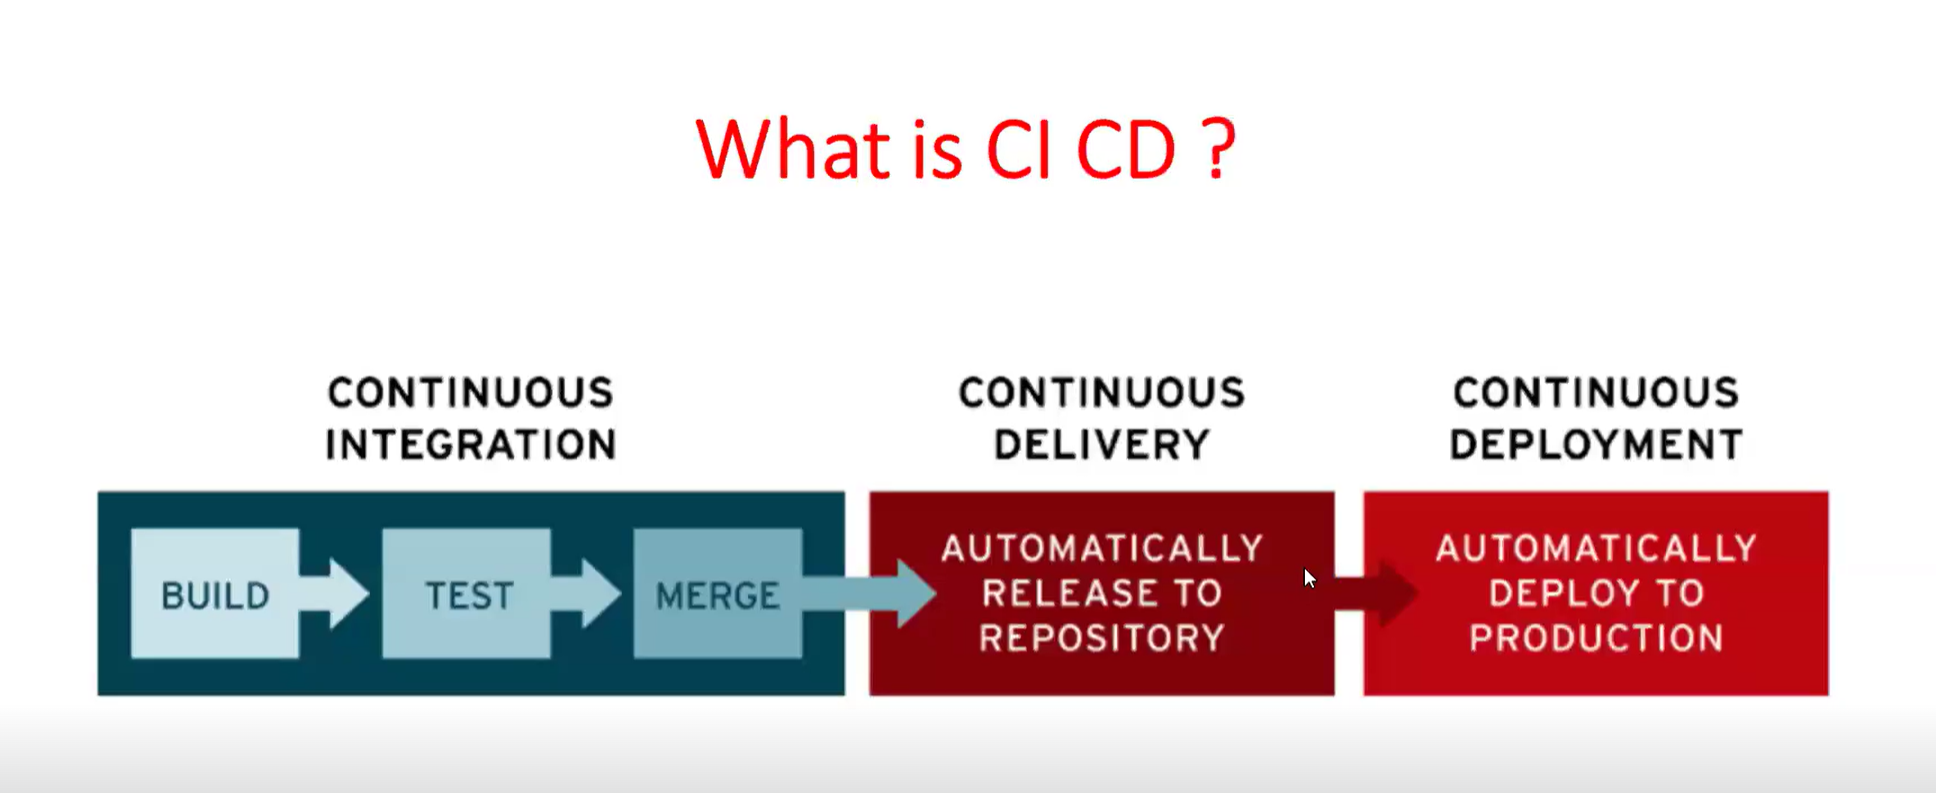 What is CI CD ?
CONTINUOUS
INTEGRATION
BUILD
TEST
MERGE
CONTINUOUS
DELIVERY
AUTOMATICALLY
RELEASE TO
REPOSITORY
CONTINUOUS
DEPLOYMENT
AUTOMATICALLY
DEPLOY TO
PRODUCTION